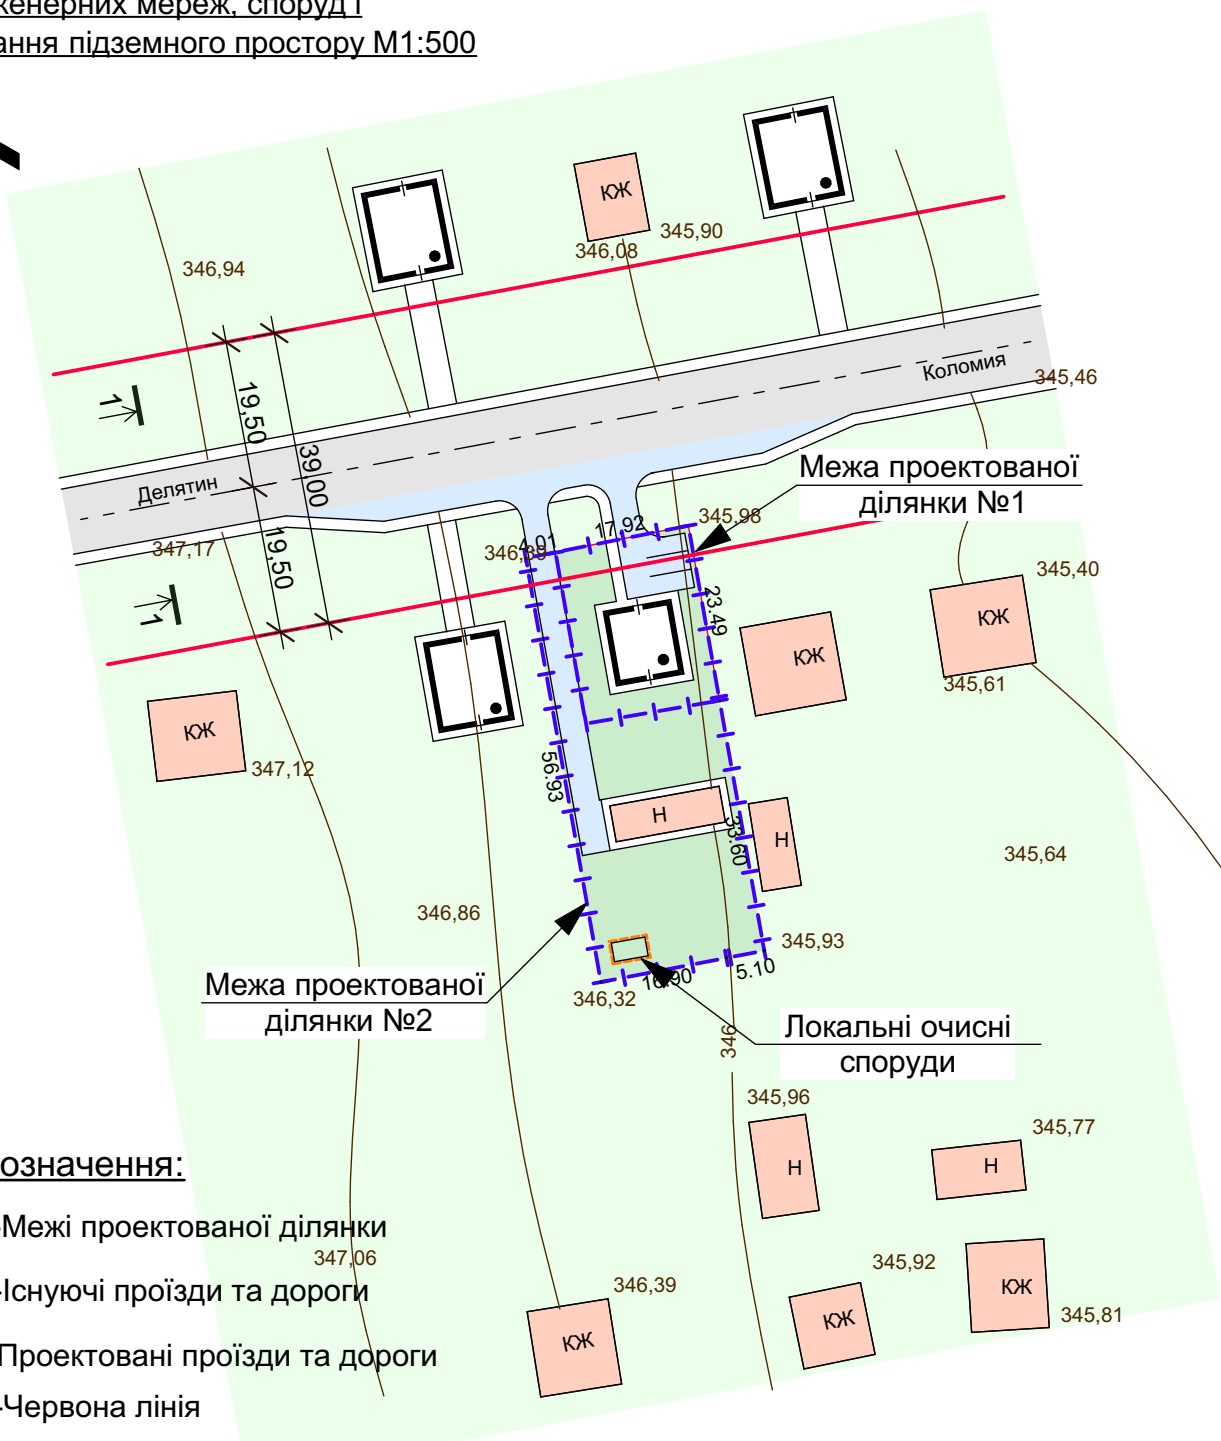 женерних мереж, споруд і
ання підземного простору М1:500
КЖ
345,90
346,08
346,94
Коломия
345,46
1
19,50
39,00
Делятин
Межа проектованої
ділянки №1
345.98
17.92
4.01
347,17
19,50
345,40
1
23.49
КЖ
КЖ
345,61
КЖ
347,12
56.93
Н
33.60
Н
345,64
346,86
345,93
5.10
16.90
Межа проектованої
ділянки №2
346,32
Локальні очисні
споруди
346
345,96
345,77
Н
Н
означення:
-Межі проектованої ділянки
347,06
345,92
-Існуючі проїзди та дороги
346,39
КЖ
345,81
КЖ
КЖ
Проектовані проїзди та дороги
-Червона лінія